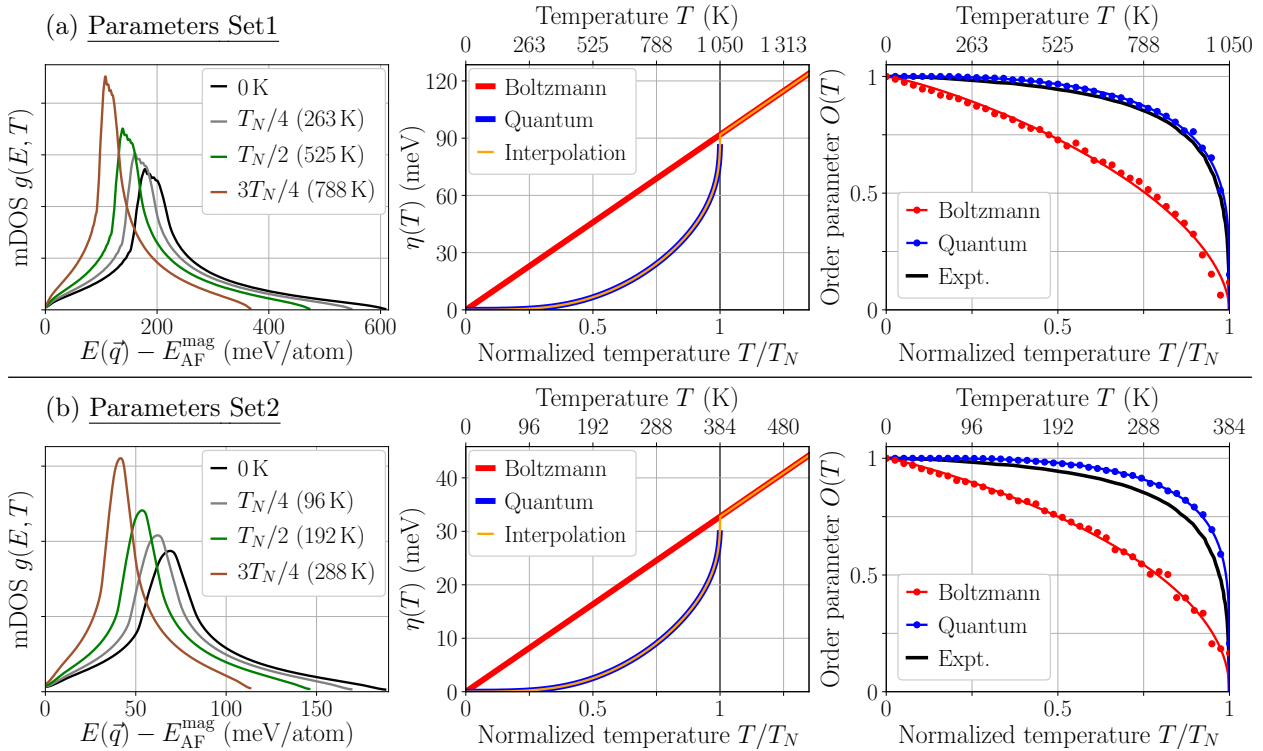 (a) Parameters Set1
mDOS g(E, T)
0 K
T_N/4 (263 K)
T_N/2 (525 K)
3T_N/4 (788 K)
0 200 400 600
E(q⃗) − E_AF^mag (meV/atom)
Temperature T (K)
0 263 525 788 1 050 1 313
η(T) (meV)
120
90
60
30
0
Boltzmann
Quantum
Interpolation
0 0.5 1
Normalized temperature T/T_N
Temperature T (K)
0 263 525 788 1 050
Order parameter O(T)
1
0.5
0
Boltzmann
Quantum
Expt.
0 0.5 1
Normalized temperature T/T_N
(b) Parameters Set2
mDOS g(E, T)
0 K
T_N/4 (96 K)
T_N/2 (192 K)
3T_N/4 (288 K)
0 50 100 150
E(q⃗) − E_AF^mag (meV/atom)
Temperature T (K)
0 96 192 288 384 480
η(T) (meV)
40
30
20
10
0
Boltzmann
Quantum
Interpolation
0 0.5 1
Normalized temperature T/T_N
Temperature T (K)
0 96 192 288 384
Order parameter O(T)
1
0.5
0
Boltzmann
Quantum
Expt.
0 0.5 1
Normalized temperature T/T_N